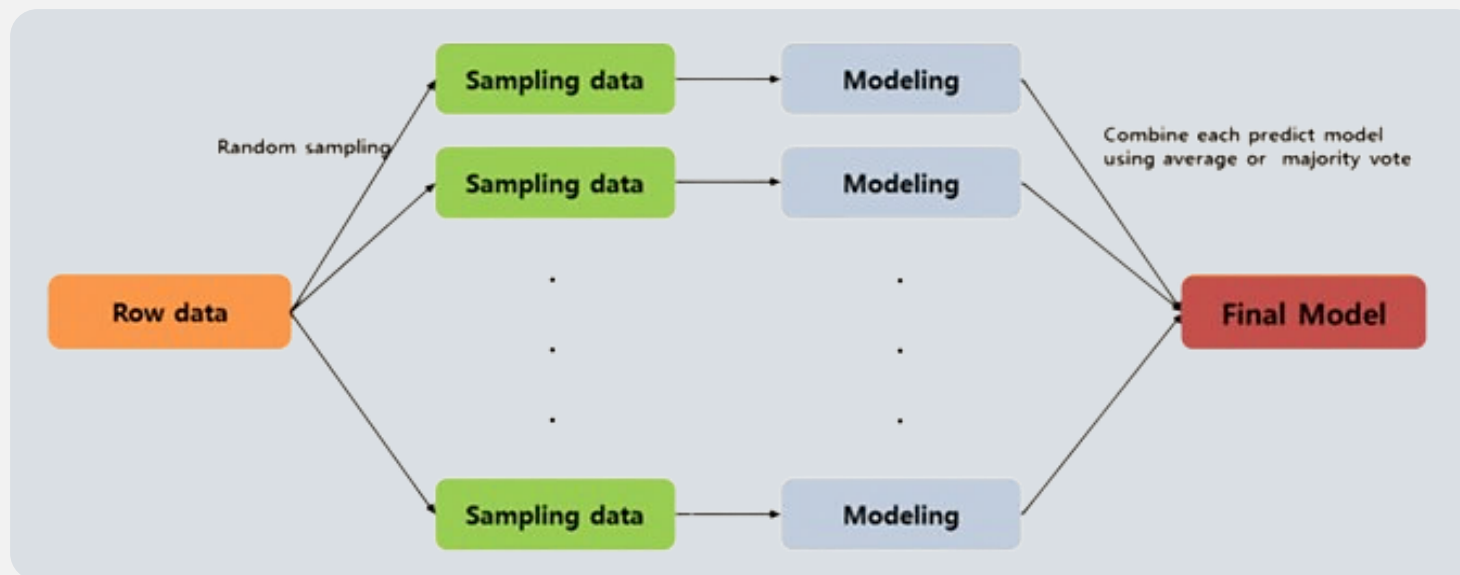 Sampling data
Modeling
Random sampling
Combine each predict model
using average or majority vote
Sampling data
Modeling
Row data
Final Model
Sampling data
Modeling